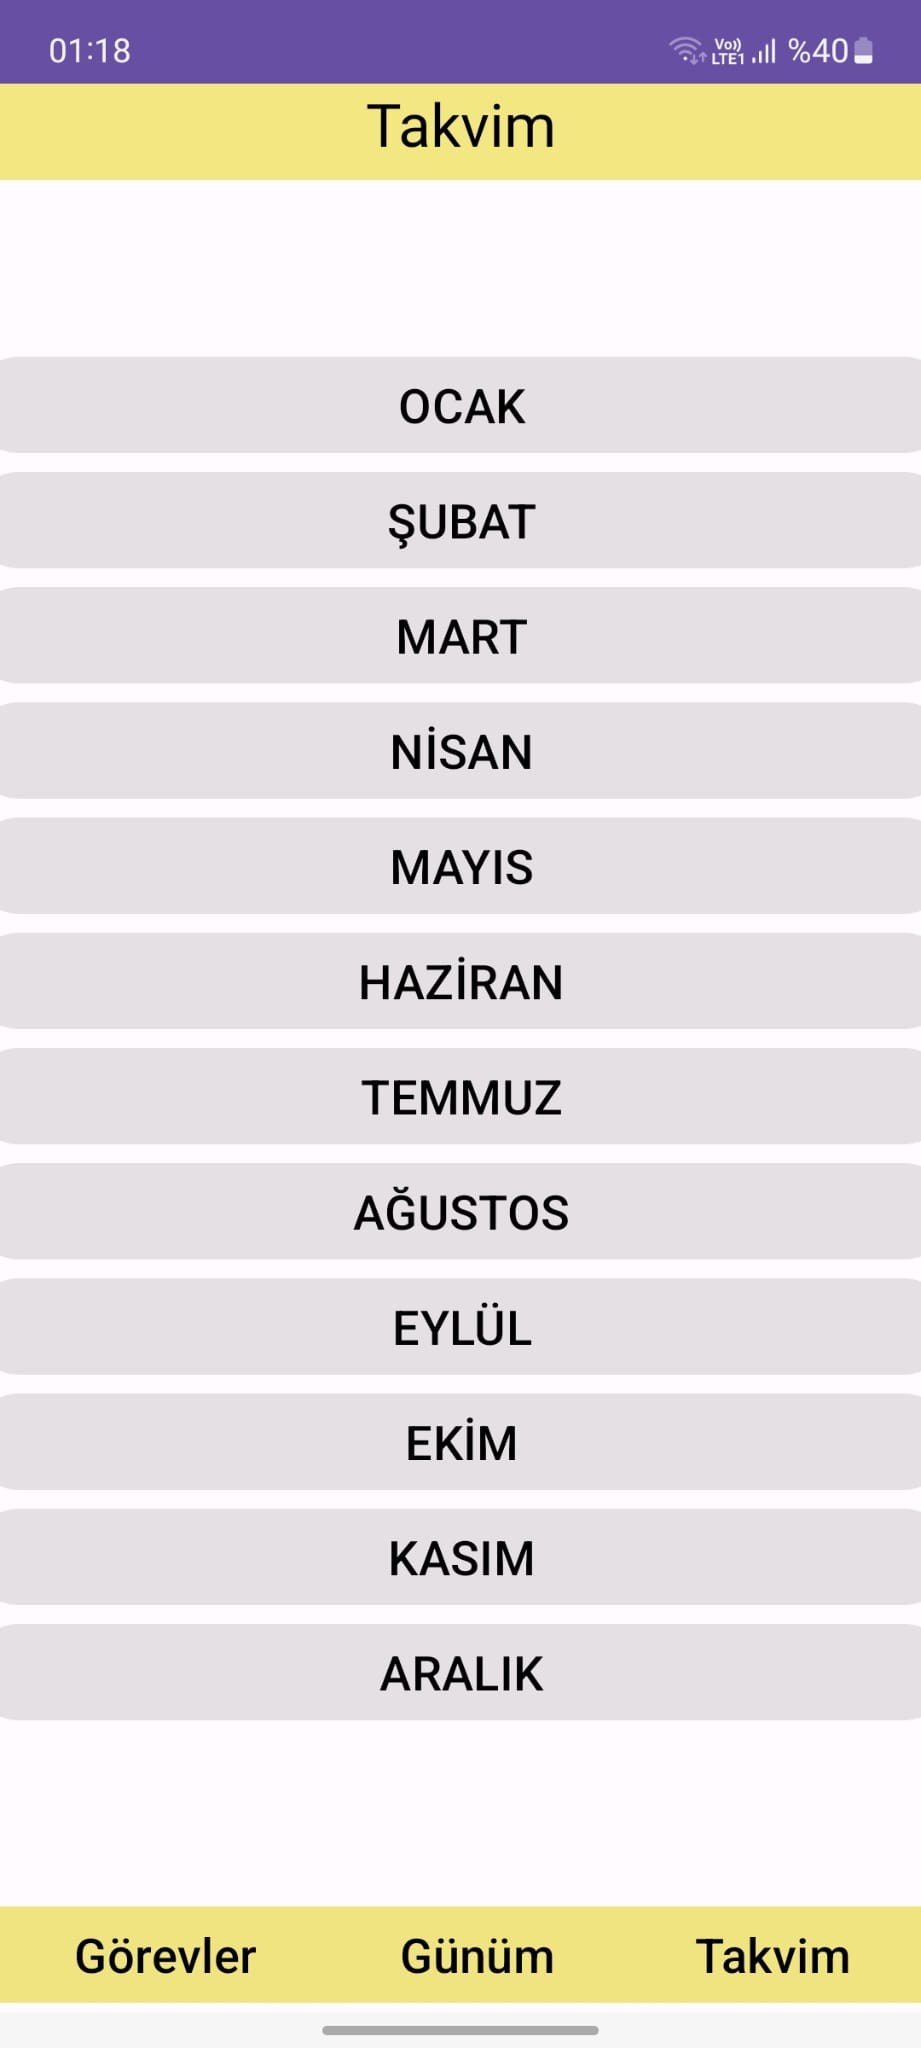 01:18
Vo)) LTE1 %40
Takvim
OCAK
ŞUBAT
MART
NİSAN
MAYIS
HAZİRAN
TEMMUZ
AĞUSTOS
EYLÜL
EKİM
KASIM
ARALIK
Görevler Günüm Takvim